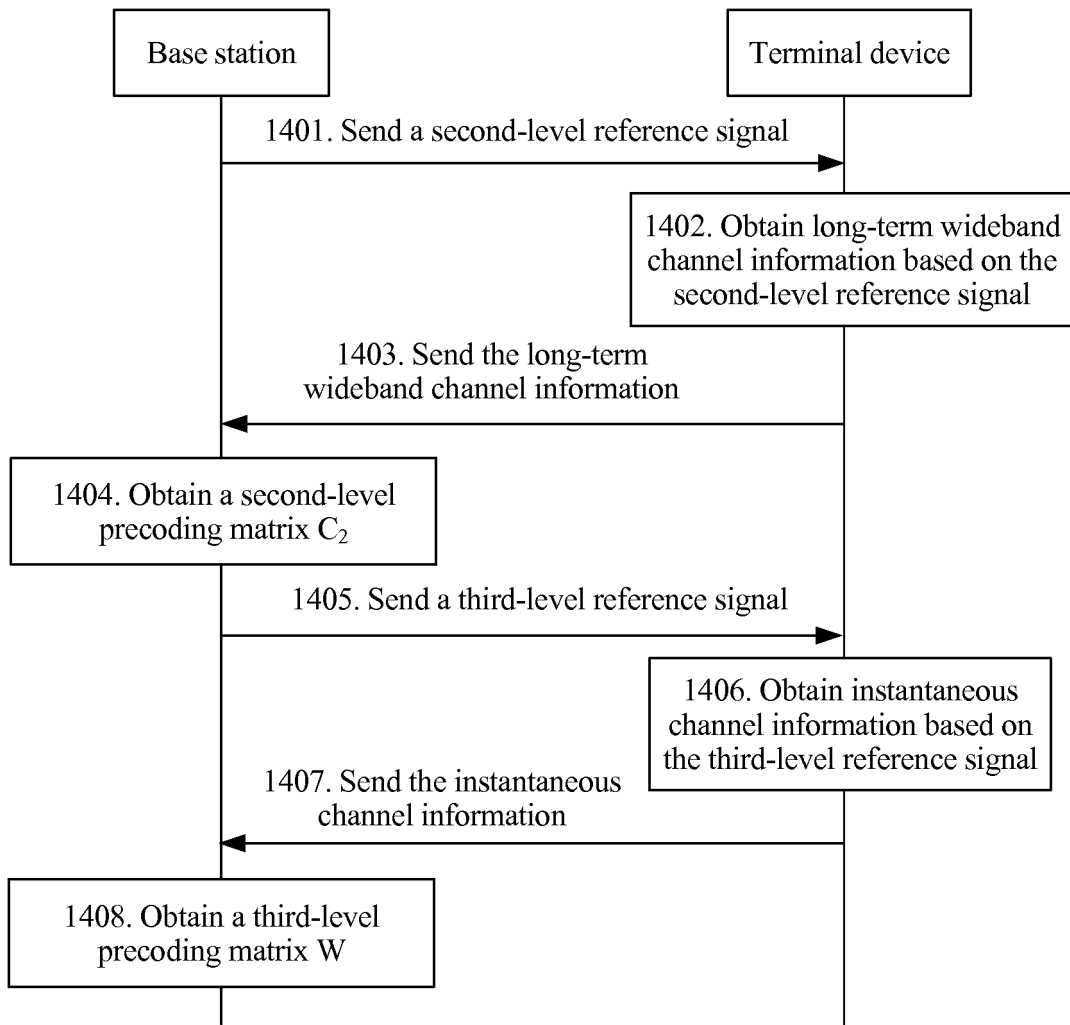 Base station
Terminal device
1401. Send a second-level reference signal
1402. Obtain long-term wideband
channel information based on the
second-level reference signal
1403. Send the long-term
wideband channel information
1404. Obtain a second-level
precoding matrix C₂
1405. Send a third-level reference signal
1406. Obtain instantaneous
channel information based on
the third-level reference signal
1407. Send the instantaneous
channel information
1408. Obtain a third-level
precoding matrix W